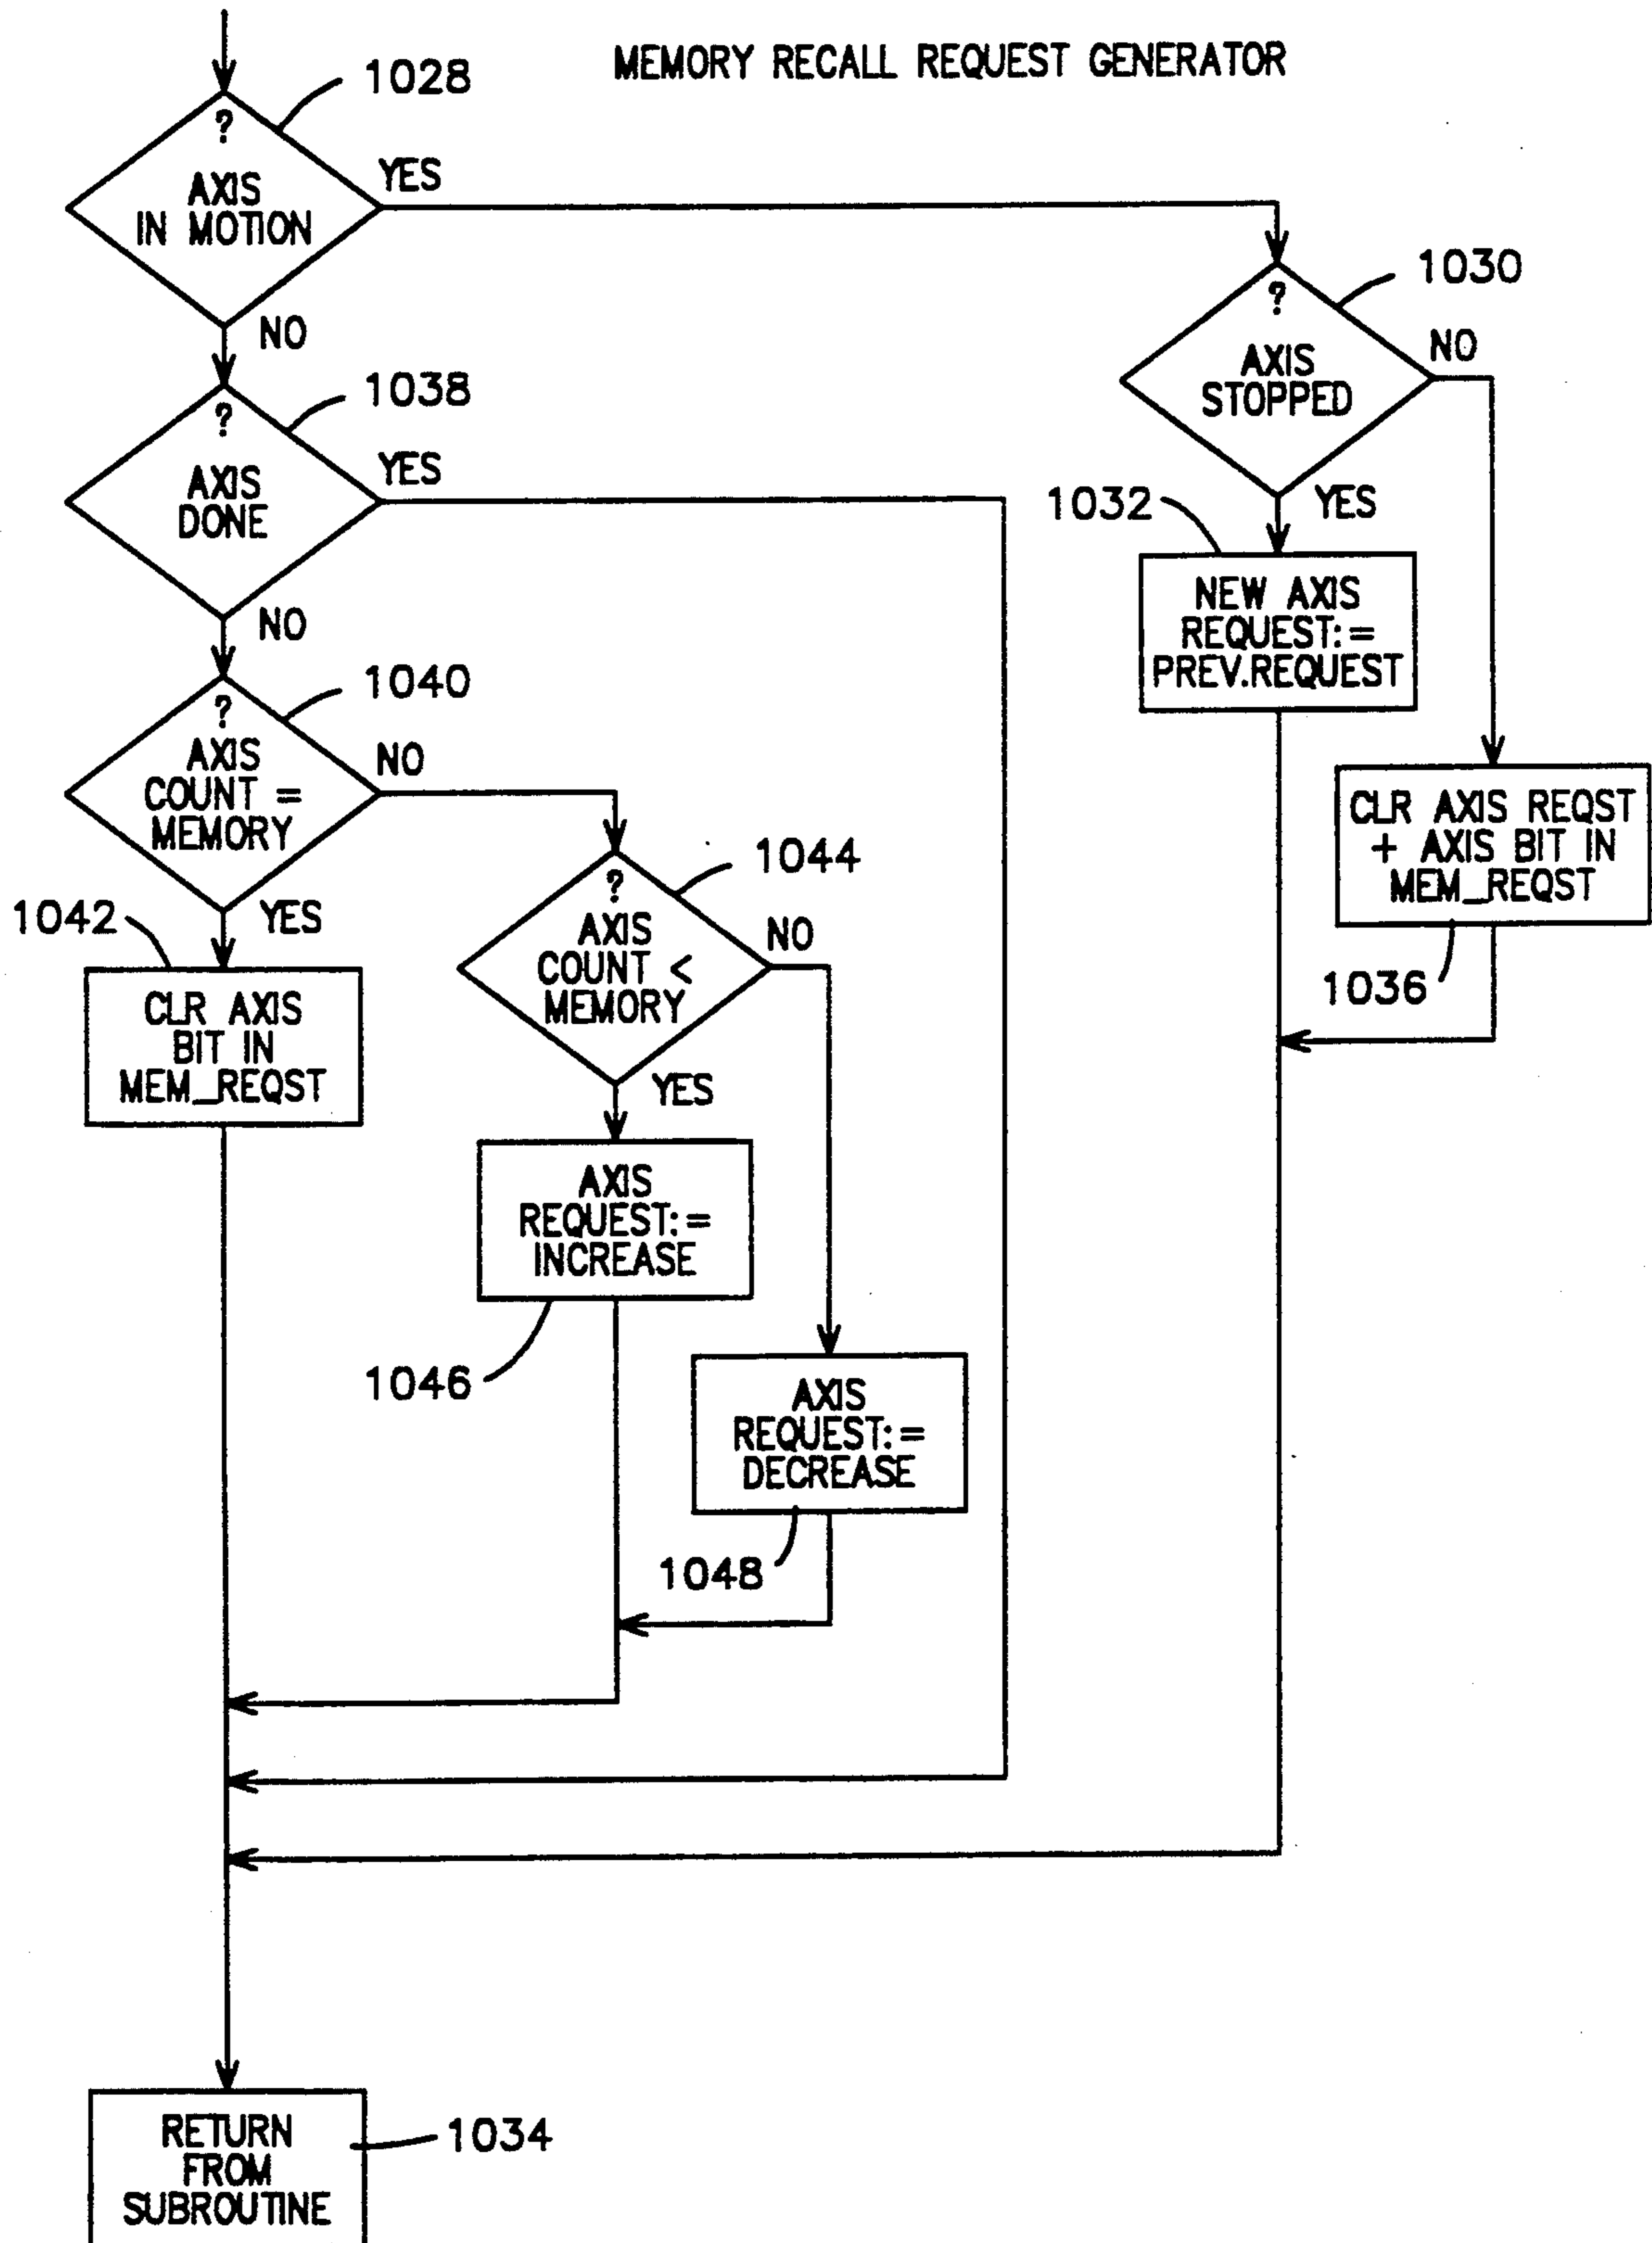 MEMORY RECALL REQUEST GENERATOR
1028
?
AXIS
IN MOTION
YES
NO
1030
?
AXIS
STOPPED
NO
YES
1038
?
AXIS
DONE
YES
NO
1032
NEW AXIS
REQUEST:=
PREV.REQUEST
1040
?
AXIS
COUNT =
MEMORY
NO
YES
CLR AXIS REQST
+ AXIS BIT IN
MEM_REQST
1036
1044
?
AXIS
COUNT <
MEMORY
NO
YES
1042
CLR AXIS
BIT IN
MEM_REQST
AXIS
REQUEST:=
INCREASE
1046
AXIS
REQUEST:=
DECREASE
1048
RETURN
FROM
SUBROUTINE
1034